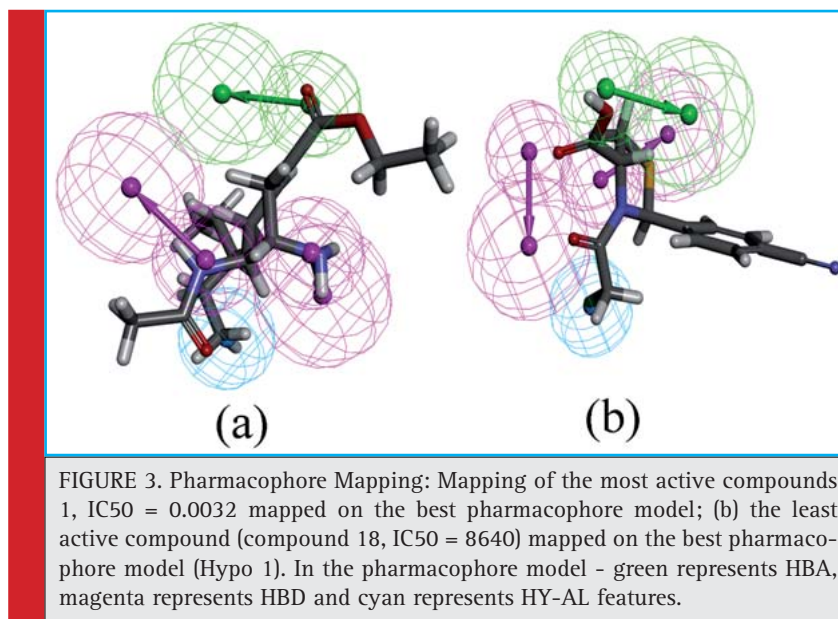 (a)
(b)
FIGURE 3. Pharmacophore Mapping: Mapping of the most active compounds
1, IC50 = 0.0032 mapped on the best pharmacophore model; (b) the least
active compound (compound 18, IC50 = 8640) mapped on the best pharmaco-
phore model (Hypo 1). In the pharmacophore model - green represents HBA,
magenta represents HBD and cyan represents HY-AL features.